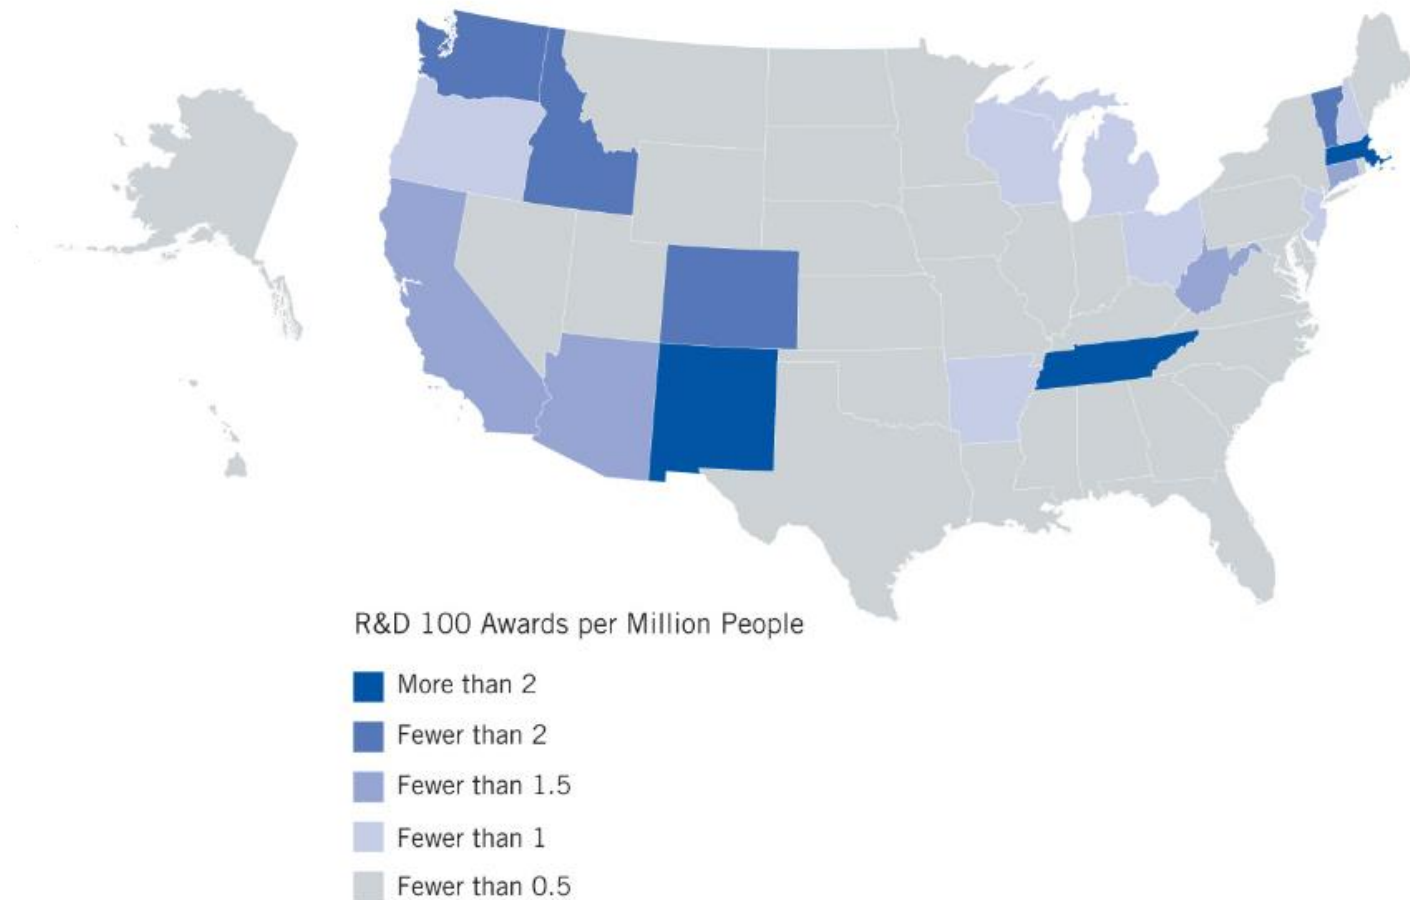 R&D 100 Awards per Million People
More than 2
Fewer than 2
Fewer than 1.5
Fewer than 1
Fewer than 0.5